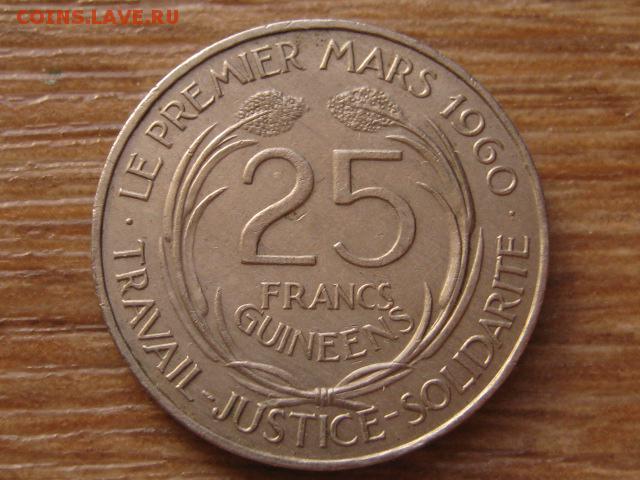 COINS.LAVE.RU
· LE PREMIER MARS 1960 ·
25
FRANCS
GUINEENS
TRAVAIL-JUSTICE-SOLIDARITE